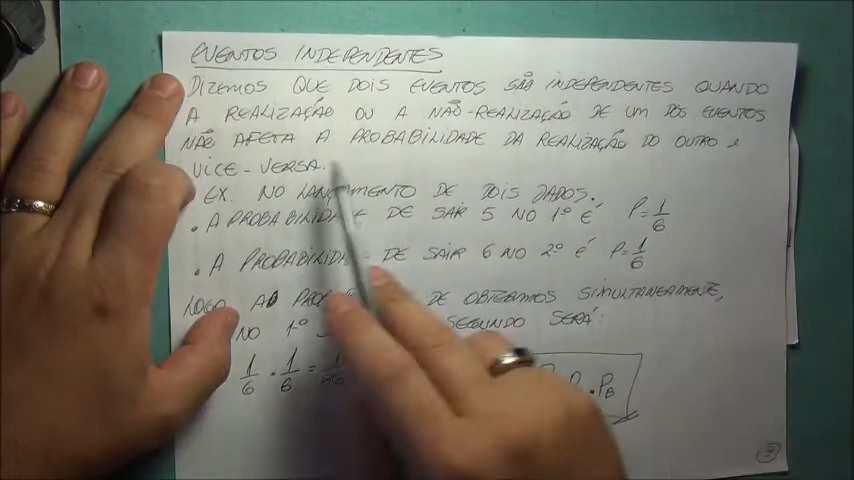 EVENTOS INDEPENDENTES
DIZEMOS QUE DOIS EVENTOS SÃO INDEPENDENTES QUANDO
A REALIZAÇÃO OU A NÃO-REALIZAÇÃO DE UM DOS EVENTOS
NÃO AFETA A PROBABILIDADE DA REALIZAÇÃO DO OUTRO E
VICE-VERSA.
EX. NO LANÇAMENTO DE DOIS DADOS.
. A PROBABILIDADE DE SAIR 5 NO 1º É P=1/6
. A PROBABILIDADE DE SAIR 6 NO 2º É P=1/6
LOGO A DE OBTERMOS SIMULTANEAMENTE,
NO 1º SEGUNDO SERÁ:
1/6 . 1/6 = . PB
9